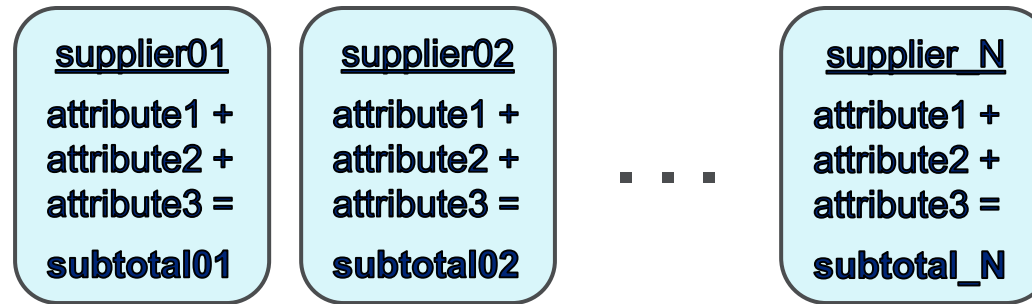 supplier01
attribute1 +
attribute2 +
attribute3 =
subtotal01
supplier02
attribute1 +
attribute2 +
attribute3 =
subtotal02
. . .
supplier_N
attribute1 +
attribute2 +
attribute3 =
subtotal_N